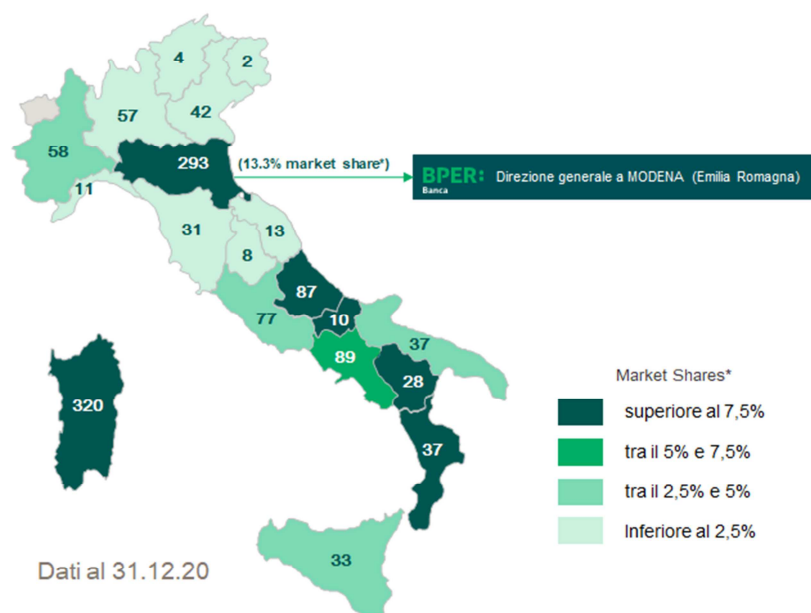 4
2
57
42
58
293
(13.3% market share*)
BPER:
Banca
Direzione generale a MODENA (Emilia Romagna)
11
31
13
8
87
77
10
37
89
28
320
37
33
Market Shares*
superiore al 7,5%
tra il 5% e 7,5%
tra il 2,5% e 5%
Inferiore al 2,5%
Dati al 31.12.20